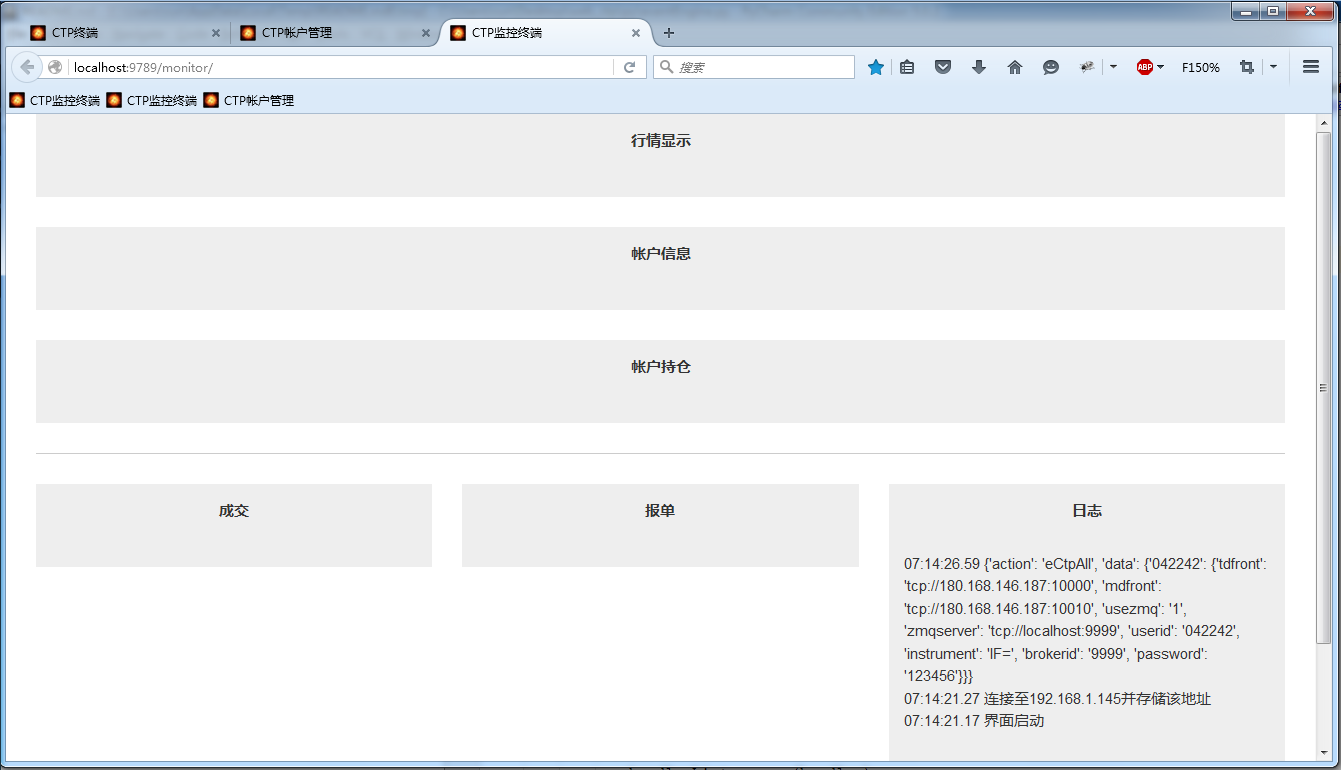 CTP终端
CTP帐户管理
CTP监控终端
localhost:9789/monitor/
搜索
ABP
F150%
CTP监控终端
CTP监控终端
CTP帐户管理
行情显示
帐户信息
帐户持仓
成交
报单
日志
07:14:26.59 {'action': 'eCtpAll', 'data': {'042242': {'tdfront':
'tcp://180.168.146.187:10000', 'mdfront':
'tcp://180.168.146.187:10010', 'usezmq': '1',
'zmqserver': 'tcp://localhost:9999', 'userid': '042242',
'instrument': 'IF=', 'brokerid': '9999', 'password':
'123456'}}}
07:14:21.27 连接至192.168.1.145并存储该地址
07:14:21.17 界面启动